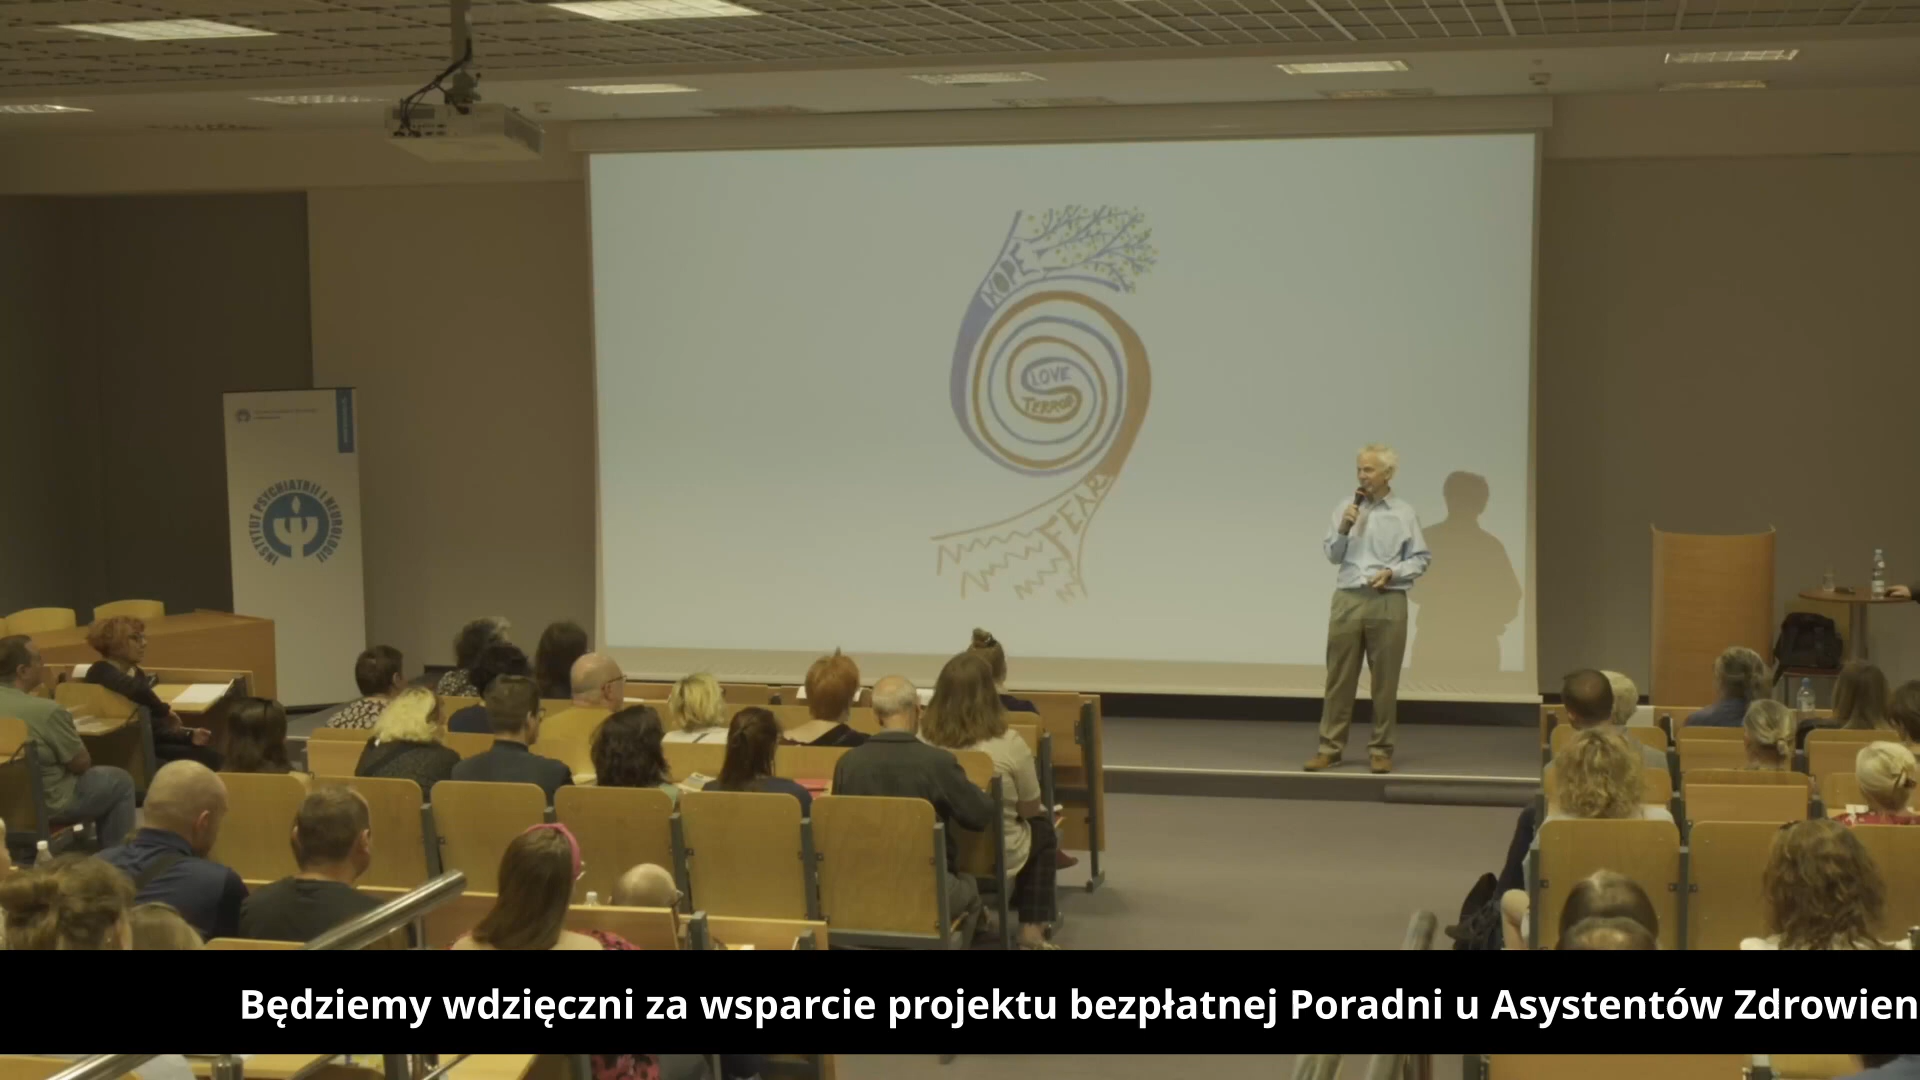 HOPE
LOVE
TERROR
FEAR
INSTYTUT PSYCHIATRII I NEUROLOGII
Będziemy wdzięczni za wsparcie projektu bezpłatnej Poradni u Asystentów Zdrowien